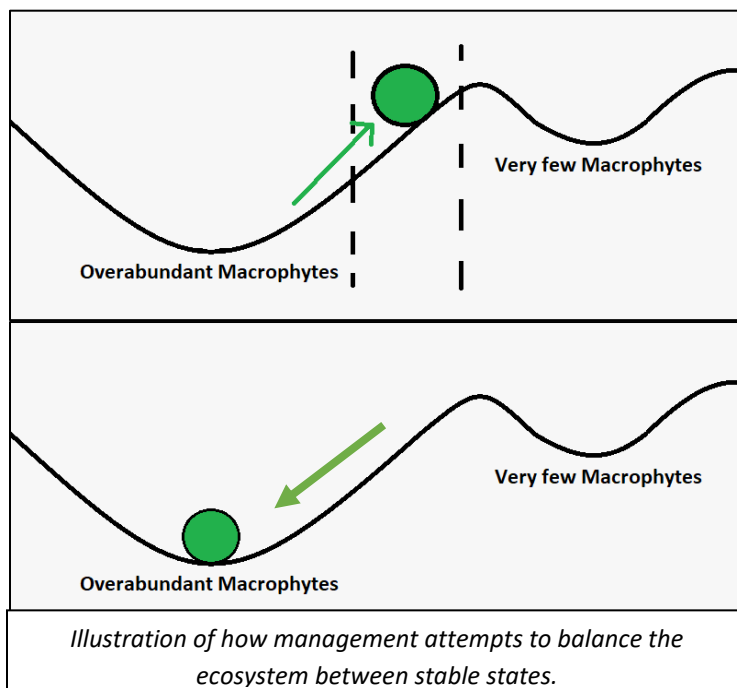 Very few Macrophytes
Overabundant Macrophytes
Very few Macrophytes
Overabundant Macrophytes
Illustration of how management attempts to balance the
ecosystem between stable states.